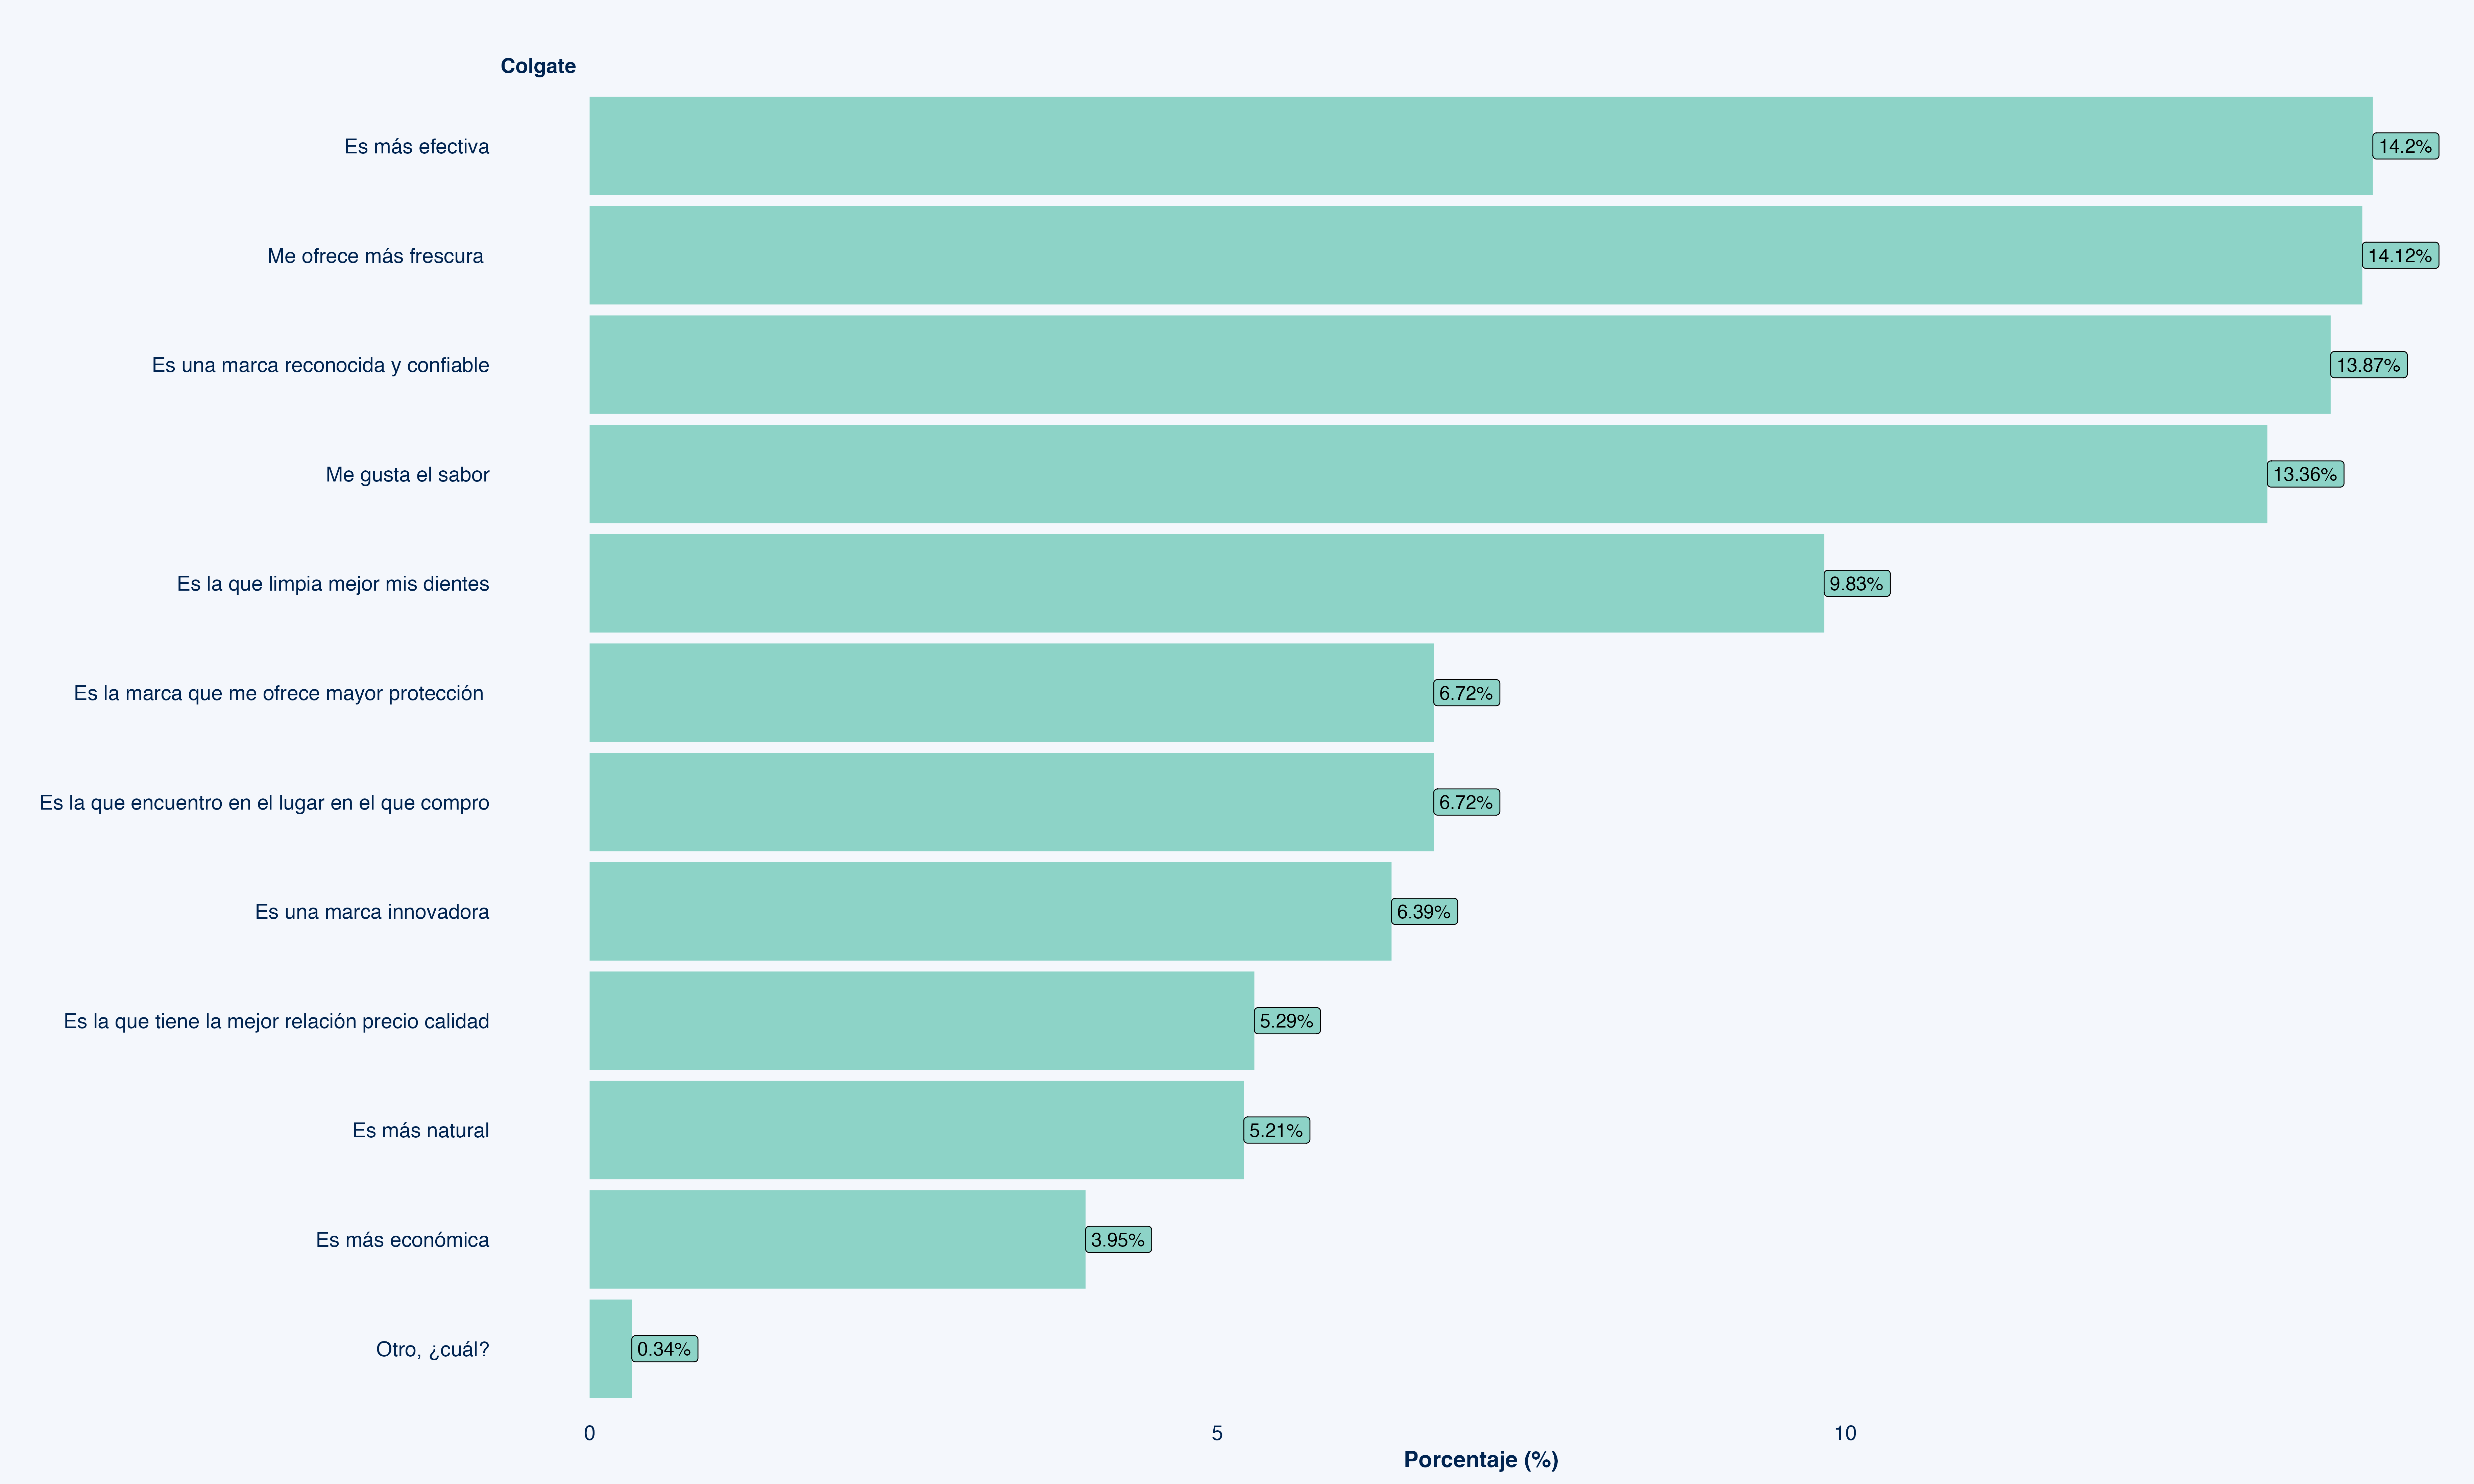 Colgate
Es más efectiva
14.2%
Me ofrece más frescura
14.12%
Es una marca reconocida y confiable
13.87%
Me gusta el sabor
13.36%
Es la que limpia mejor mis dientes
9.83%
Es la marca que me ofrece mayor protección
6.72%
Es la que encuentro en el lugar en el que compro
6.72%
Es una marca innovadora
6.39%
Es la que tiene la mejor relación precio calidad
5.29%
Es más natural
5.21%
Es más económica
3.95%
Otro, ¿cuál?
0.34%
0 5 10
Porcentaje (%)